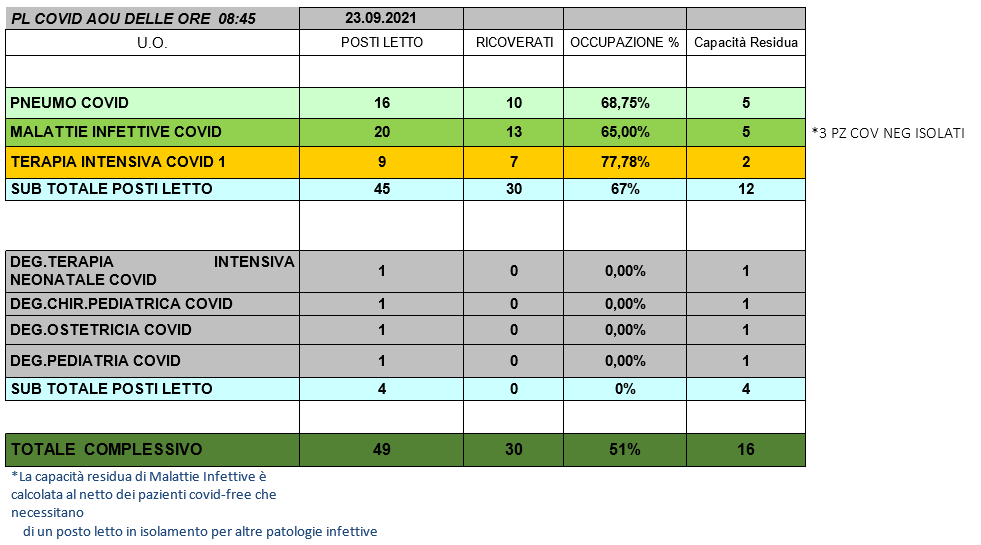 PL COVID AOU DELLE ORE 08:45 23.09.2021
U.O. POSTI LETTO RICOVERATI OCCUPAZIONE % Capacità Residua
PNEUMO COVID 16 10 68,75% 5
MALATTIE INFETTIVE COVID 20 13 65,00% 5 *3 PZ COV NEG ISOLATI
TERAPIA INTENSIVA COVID 1 9 7 77,78% 2
SUB TOTALE POSTI LETTO 45 30 67% 12
DEG.TERAPIA INTENSIVA
NEONATALE COVID 1 0 0,00% 1
DEG.CHIR.PEDIATRICA COVID 1 0 0,00% 1
DEG.OSTETRICIA COVID 1 0 0,00% 1
DEG.PEDIATRIA COVID 1 0 0,00% 1
SUB TOTALE POSTI LETTO 4 0 0% 4
TOTALE COMPLESSIVO 49 30 51% 16
*La capacità residua di Malattie Infettive è
calcolata al netto dei pazienti covid-free che
necessitano
di un posto letto in isolamento per altre patologie infettive